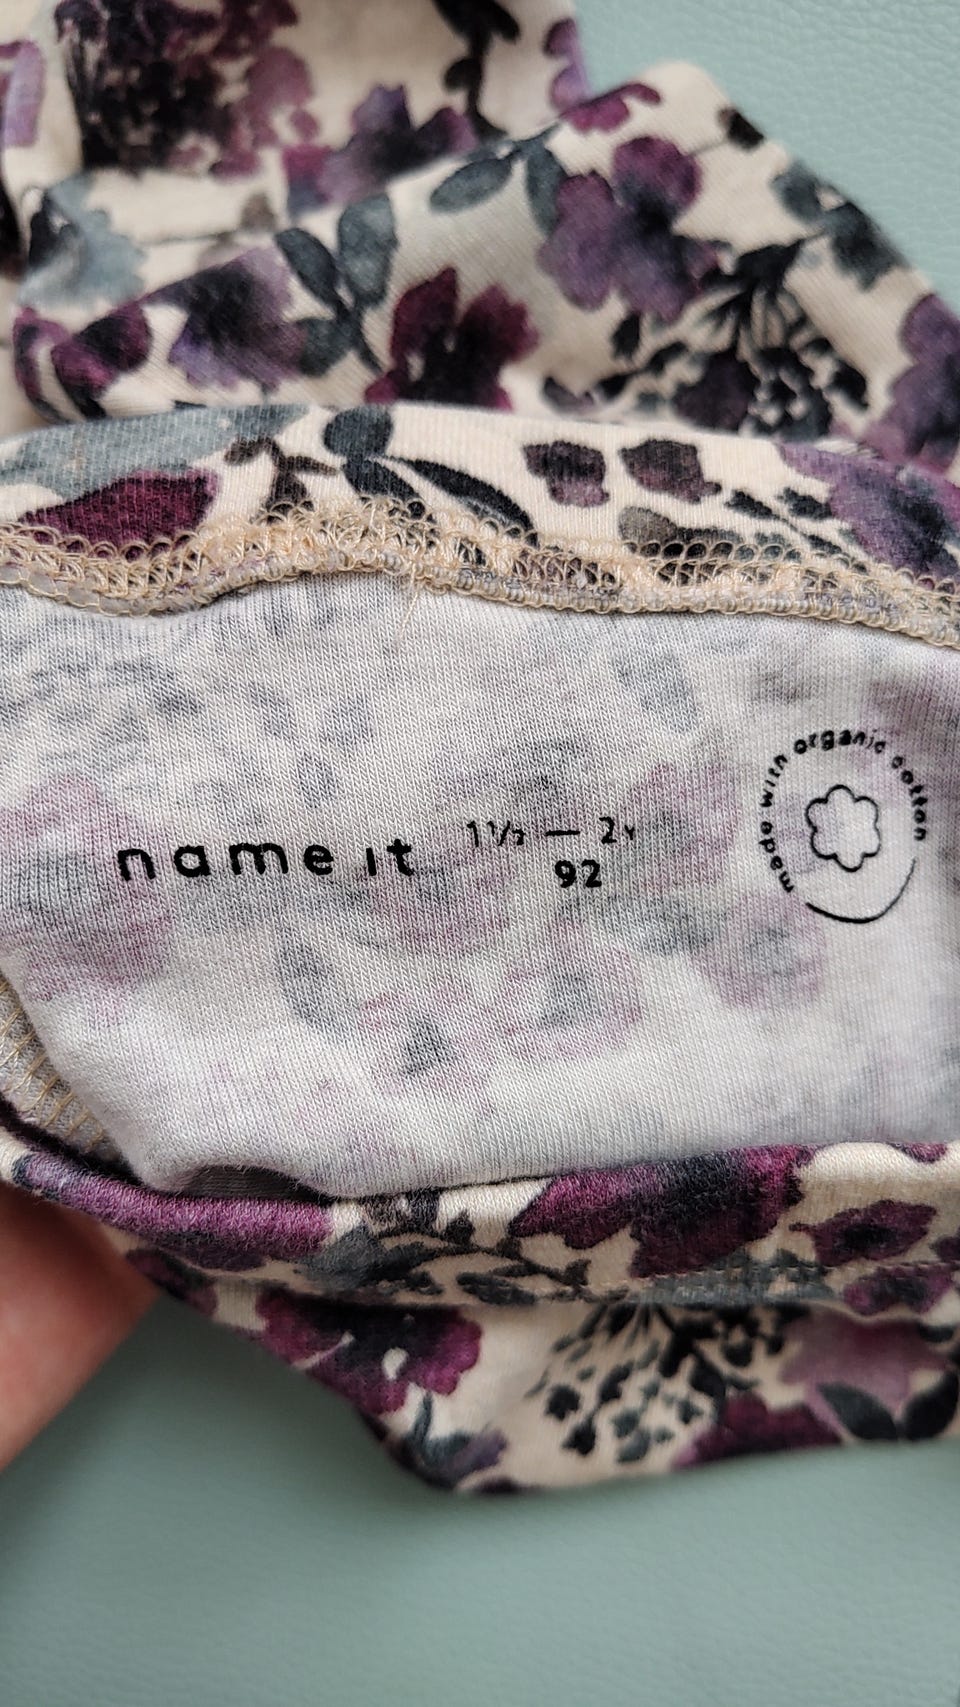 name it
1½ — 2Y
92
made with organic cotton